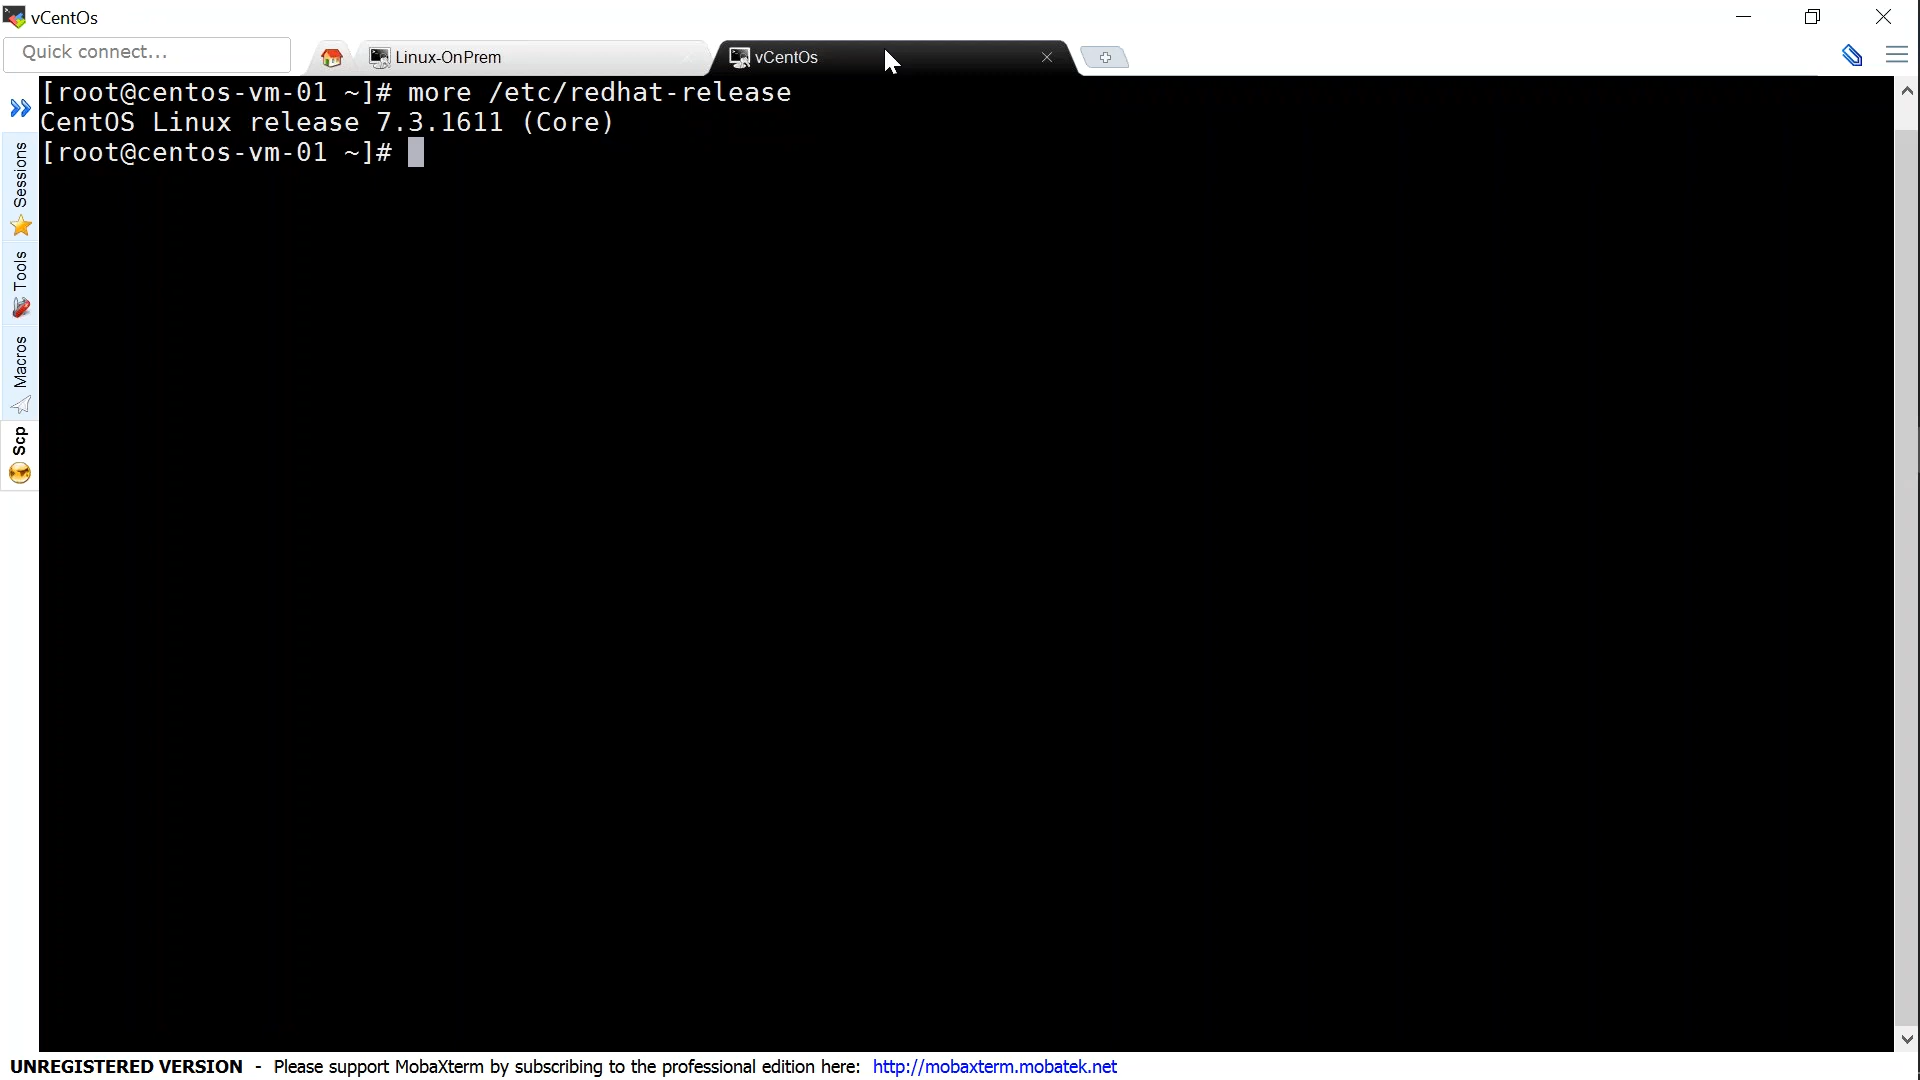 vCentOs
Quick connect...
Linux-OnPrem
vCentOs
[root@centos-vm-01 ~]# more /etc/redhat-release
CentOS Linux release 7.3.1611 (Core)
[root@centos-vm-01 ~]#
Sessions
Tools
Macros
Scp
UNREGISTERED VERSION - Please support MobaXterm by subscribing to the professional edition here: http://mobaxterm.mobatek.net